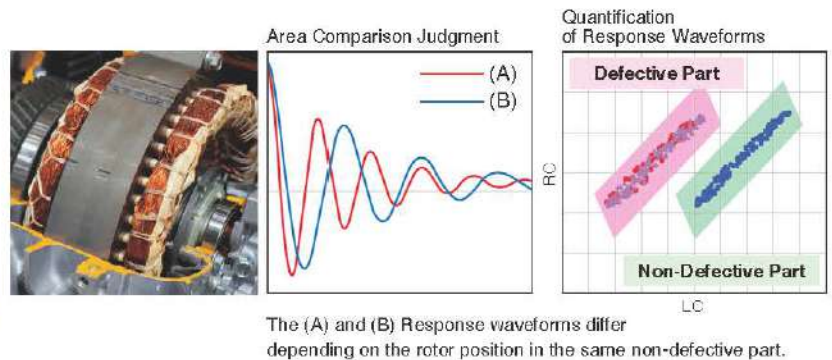 Area Comparison Judgment
(A)
(B)
Quantification
of Response Waveforms
Defective Part
RC
Non-Defective Part
LC
The (A) and (B) Response waveforms differ
depending on the rotor position in the same non-defective part.